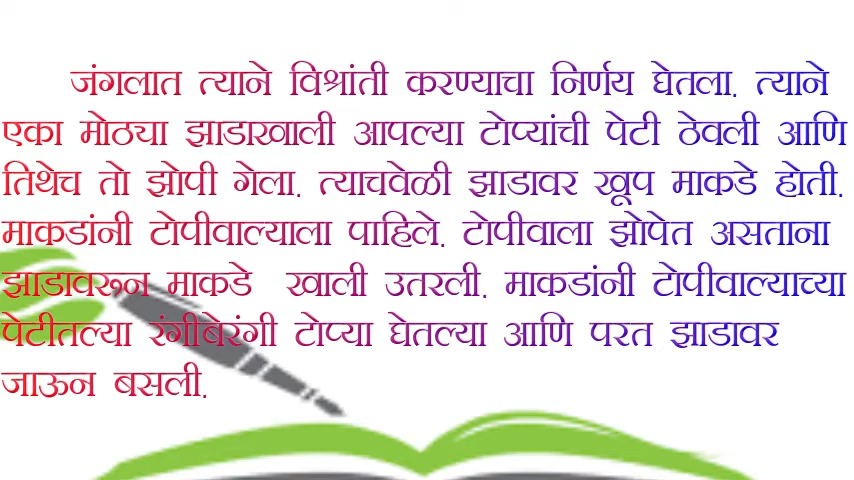 जंगलात त्याने विश्रांती करण्याचा निर्णय घेतला. त्याने
एका मोठ्या झाडाखाली आपल्या टोप्यांची पेटी ठेवली आणि
तिथेच तो झोपी गेला. त्याचवेळी झाडावर खूप माकडे होती.
माकडांनी टोपीवाल्याला पाहिले. टोपीवाला झोपेत असताना
झाडावरून माकडे खाली उतरली. माकडांनी टोपीवाल्याच्या
पेटीतल्या रंगीबेरंगी टोप्या घेतल्या आणि परत झाडावर
जाऊन बसली.